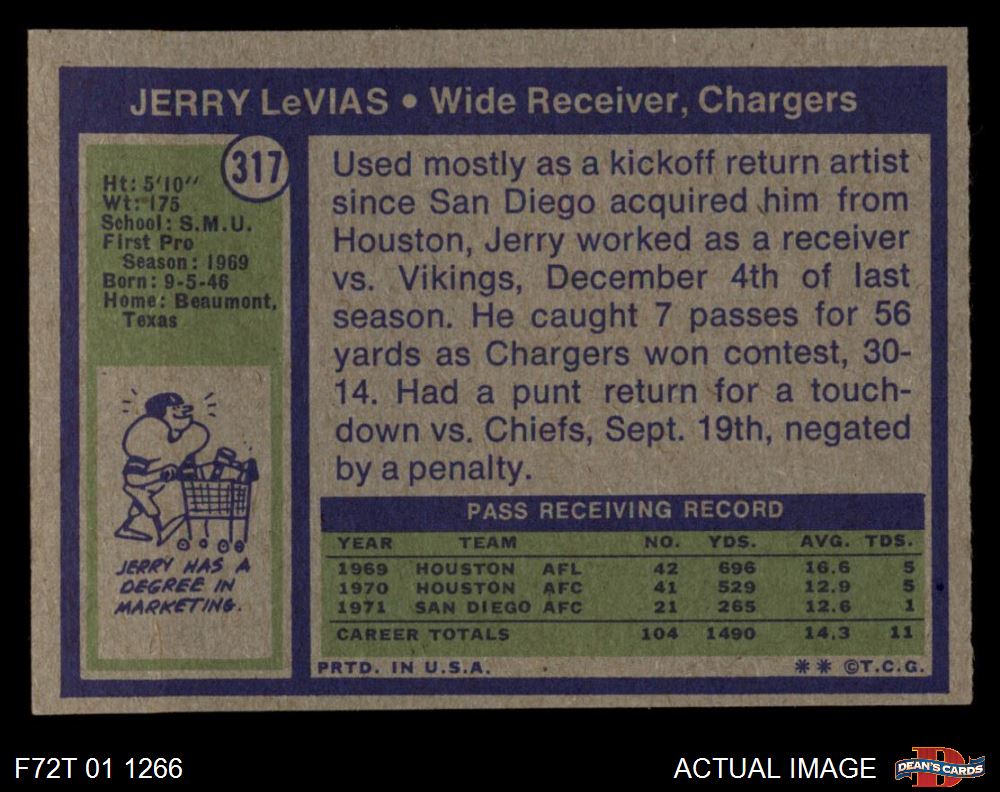 JERRY LeVIAS • Wide Receiver, Chargers
317
Ht: 5'10"
Wt: 175
School: S.M.U.
First Pro
Season: 1969
Born: 9-5-46
Home: Beaumont,
Texas
JERRY HAS A
DEGREE IN
MARKETING.
Used mostly as a kickoff return artist
since San Diego acquired him from
Houston, Jerry worked as a receiver
vs. Vikings, December 4th of last
season. He caught 7 passes for 56
yards as Chargers won contest, 30-
14. Had a punt return for a touch-
down vs. Chiefs, Sept. 19th, negated
by a penalty.
PASS RECEIVING RECORD
YEAR TEAM NO. YDS. AVG. TDS.
1969 HOUSTON AFL 42 696 16.6 5
1970 HOUSTON AFC 41 529 12.9 5
1971 SAN DIEGO AFC 21 265 12.6 1
CAREER TOTALS 104 1490 14.3 11
PRTD. IN U.S.A. ** ©T.C.G.
F72T 01 1266 ACTUAL IMAGE D DEAN'S CARDS